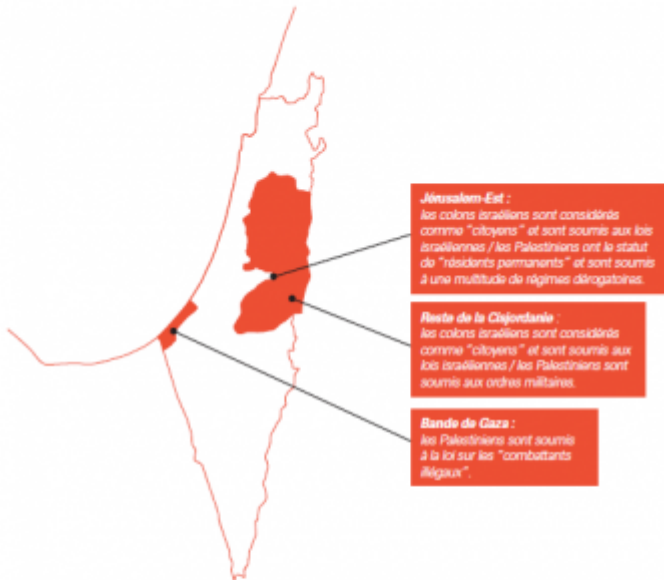 Jérusalem-Est :
les colons israéliens sont considérés
comme "citoyens" et sont soumis aux lois
israéliennes / les Palestiniens ont le statut
de "résidents permanents" et sont soumis
à une multitude de régimes dérogatoires.
Reste de la Cisjordanie :
les colons israéliens sont considérés
comme "citoyens" et sont soumis aux
lois israéliennes / les Palestiniens sont
soumis aux ordres militaires.
Bande de Gaza :
les Palestiniens sont soumis
à la loi sur les "combattants
illégaux".